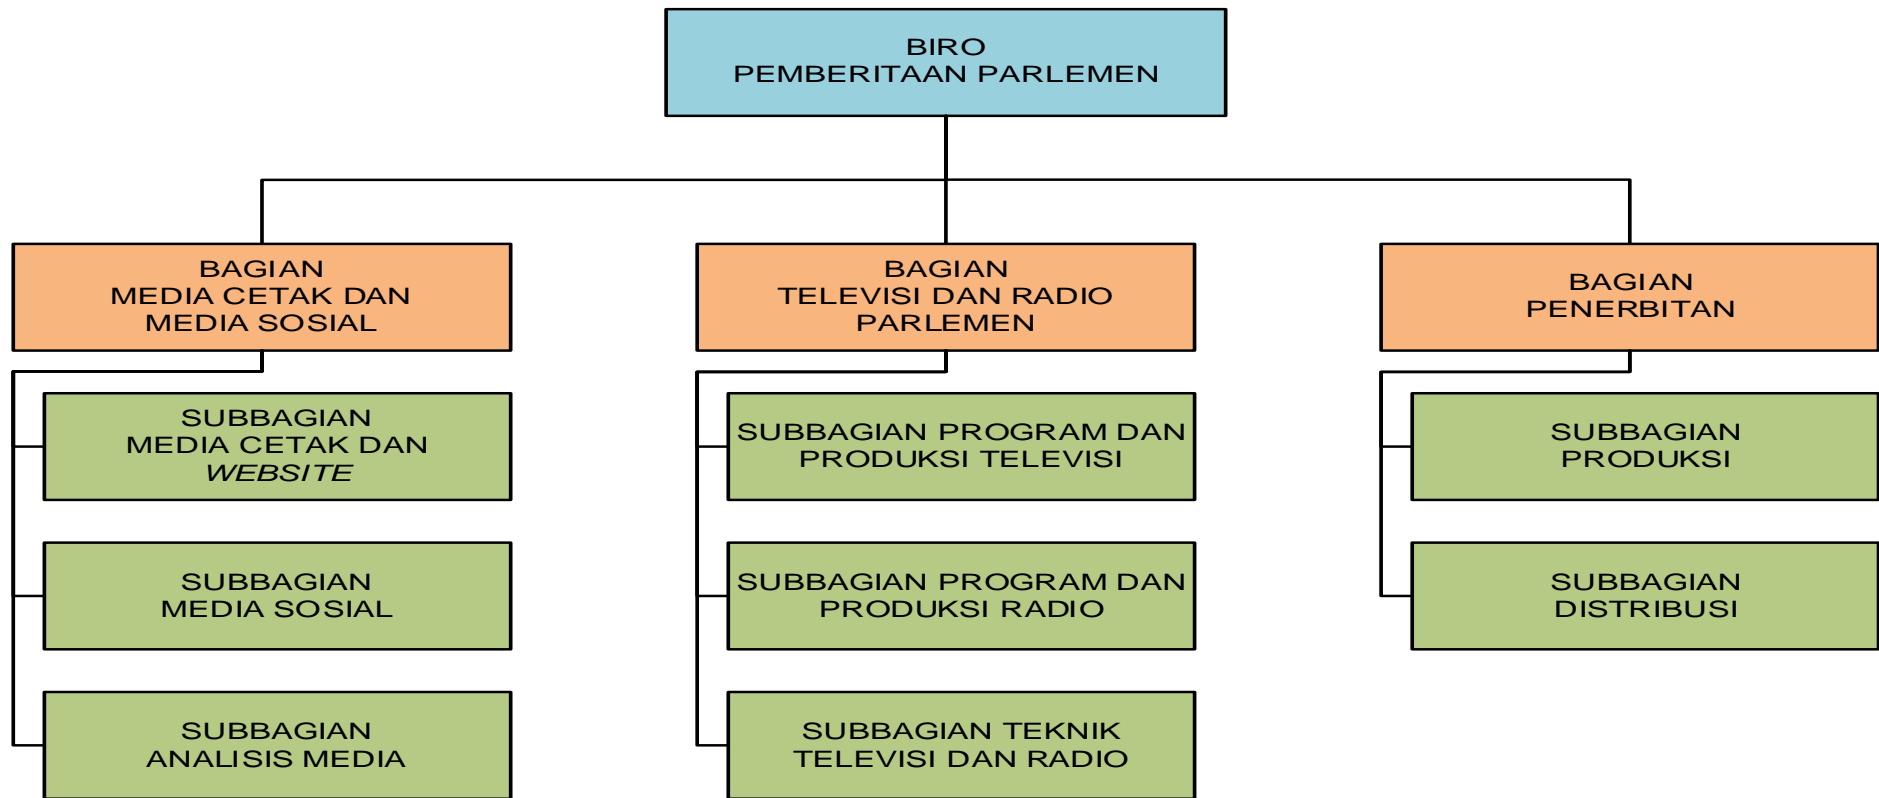 BIRO
PEMBERITAAN PARLEMEN
BAGIAN
MEDIA CETAK DAN
MEDIA SOSIAL
BAGIAN
TELEVISI DAN RADIO
PARLEMEN
BAGIAN
PENERBITAN
SUBBAGIAN
MEDIA CETAK DAN
WEBSITE
SUBBAGIAN PROGRAM DAN
PRODUKSI TELEVISI
SUBBAGIAN
PRODUKSI
SUBBAGIAN
MEDIA SOSIAL
SUBBAGIAN PROGRAM DAN
PRODUKSI RADIO
SUBBAGIAN
DISTRIBUSI
SUBBAGIAN
ANALISIS MEDIA
SUBBAGIAN TEKNIK
TELEVISI DAN RADIO